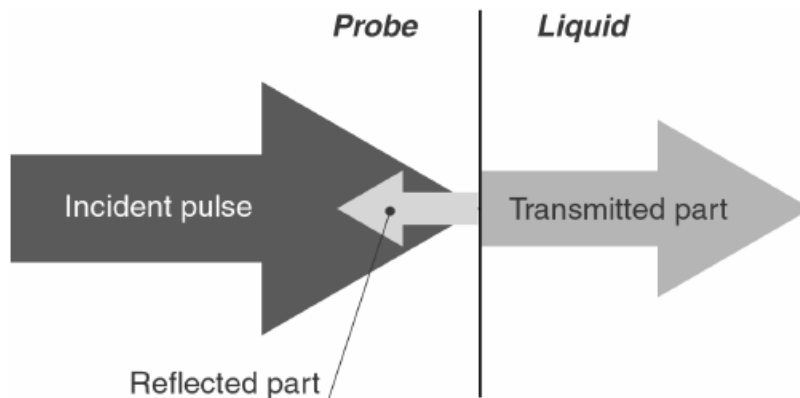 Probe
Liquid
Incident pulse
Transmitted part
Reflected part